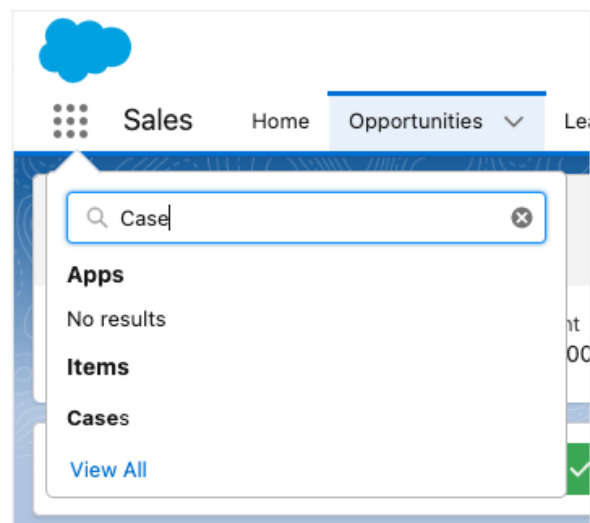 Sales Home Opportunities
Case
Apps
No results
Items
Cases
View All